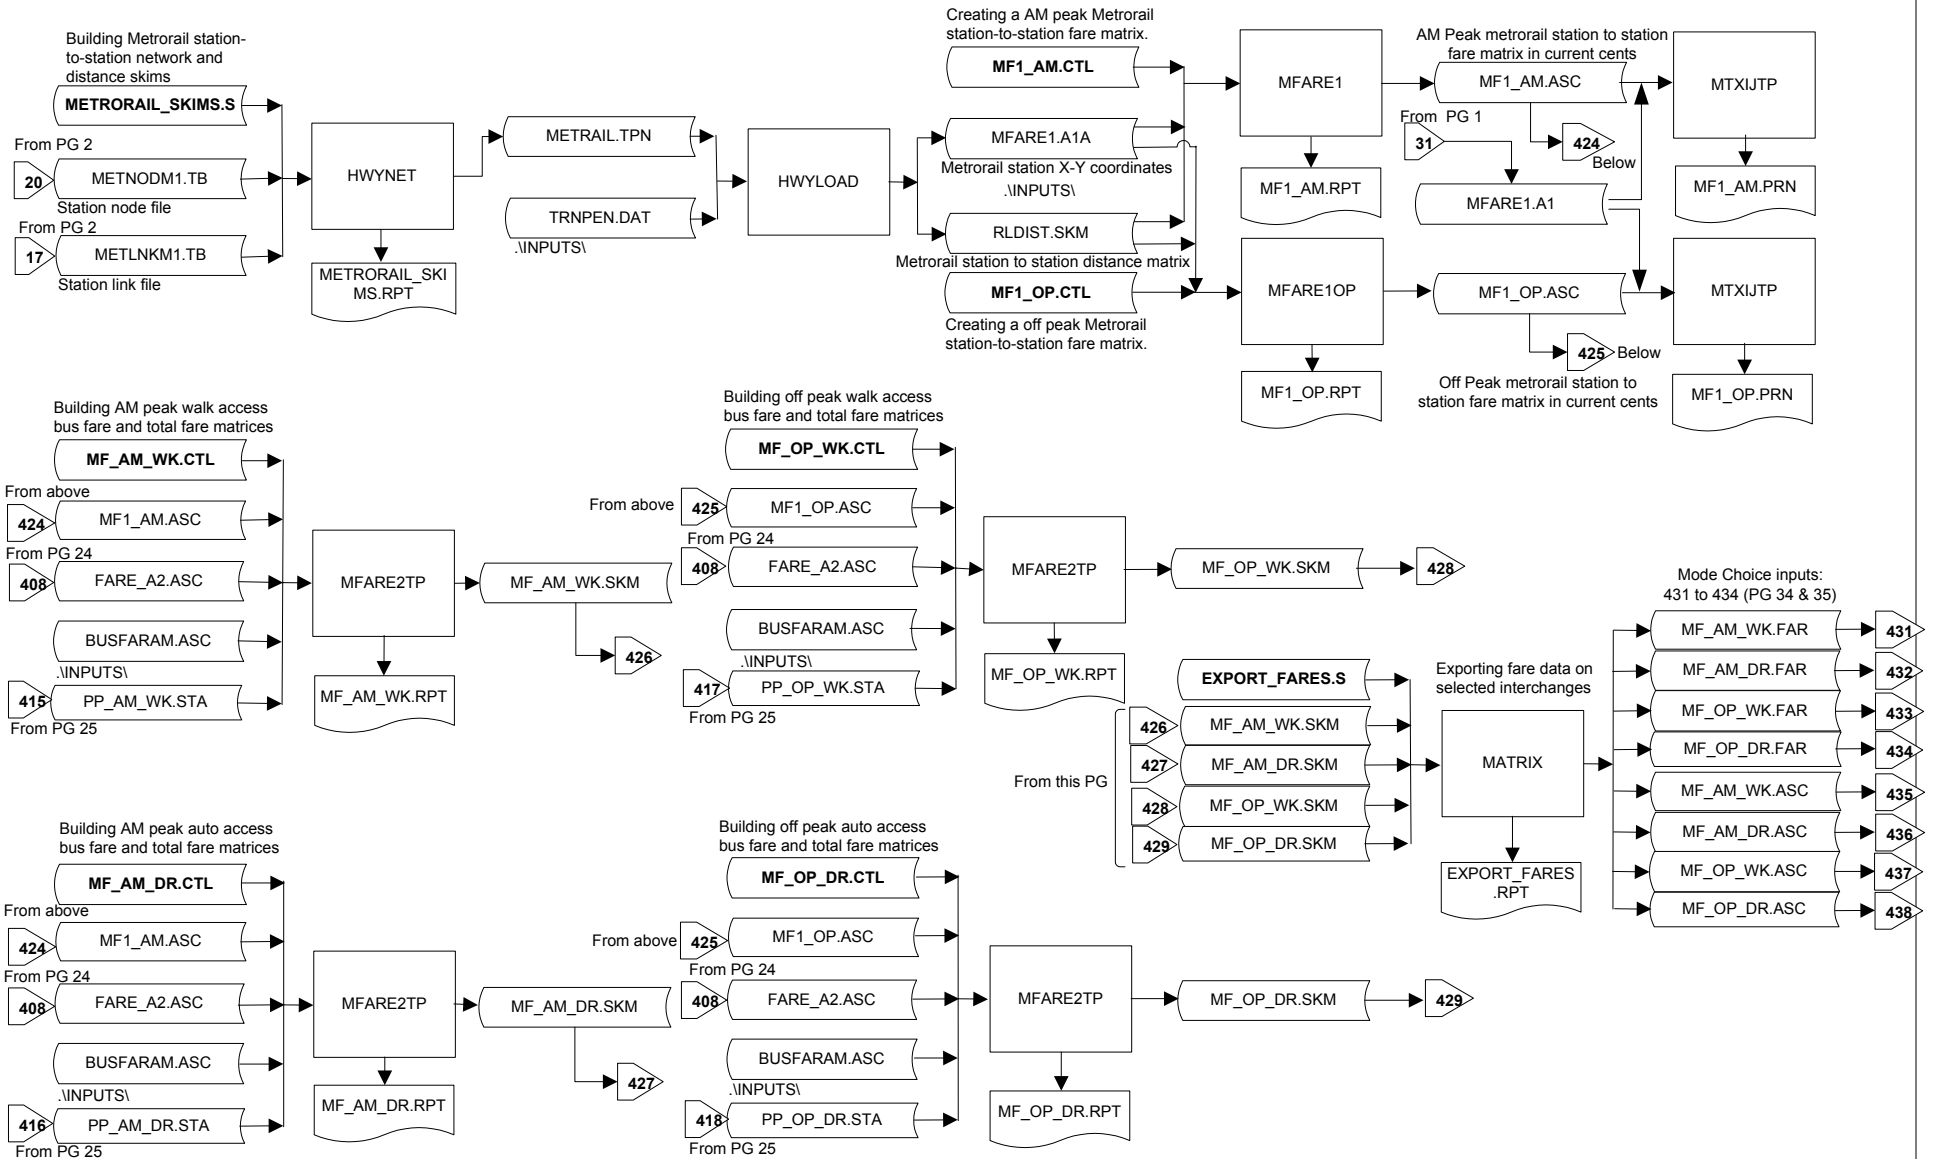 Building Metrorail station-
to-station network and
distance skims
METRORAIL_SKIMS.S
From PG 2
20
METNODM1.TB
Station node file
From PG 2
17
METLNKM1.TB
Station link file
HWYNET
METRORAIL_SKI
MS.RPT
METRAIL.TPN
TRNPEN.DAT
.\INPUTS\
HWYLOAD
Creating a AM peak Metrorail
station-to-station fare matrix.
MF1_AM.CTL
MFARE1.A1A
Metrorail station X-Y coordinates
.\INPUTS\
RLDIST.SKM
Metrorail station to station distance matrix
MF1_OP.CTL
Creating a off peak Metrorail
station-to-station fare matrix.
MFARE1
MF1_AM.RPT
MFARE1OP
MF1_OP.RPT
AM Peak metrorail station to station
fare matrix in current cents
MF1_AM.ASC
From PG 1
31
424
Below
MFARE1.A1
MF1_OP.ASC
425
Below
Off Peak metrorail station to
station fare matrix in current cents
MTXIJTP
MF1_AM.PRN
MTXIJTP
MF1_OP.PRN
Building AM peak walk access
bus fare and total fare matrices
MF_AM_WK.CTL
From above
424
MF1_AM.ASC
From PG 24
408
FARE_A2.ASC
BUSFARAM.ASC
.\INPUTS\
415
PP_AM_WK.STA
From PG 25
MFARE2TP
MF_AM_WK.RPT
MF_AM_WK.SKM
426
Building off peak walk access
bus fare and total fare matrices
MF_OP_WK.CTL
From above
425
MF1_OP.ASC
From PG 24
408
FARE_A2.ASC
BUSFARAM.ASC
.\INPUTS\
417
PP_OP_WK.STA
From PG 25
MFARE2TP
MF_OP_WK.RPT
MF_OP_WK.SKM
428
Building AM peak auto access
bus fare and total fare matrices
MF_AM_DR.CTL
From above
424
MF1_AM.ASC
From PG 24
408
FARE_A2.ASC
BUSFARAM.ASC
.\INPUTS\
416
PP_AM_DR.STA
From PG 25
MFARE2TP
MF_AM_DR.RPT
MF_AM_DR.SKM
427
Building off peak auto access
bus fare and total fare matrices
MF_OP_DR.CTL
From above
425
MF1_OP.ASC
From PG 24
408
FARE_A2.ASC
BUSFARAM.ASC
.\INPUTS\
418
PP_OP_DR.STA
From PG 25
MFARE2TP
MF_OP_DR.RPT
MF_OP_DR.SKM
429
EXPORT_FARES.S
From this PG
426
MF_AM_WK.SKM
427
MF_AM_DR.SKM
428
MF_OP_WK.SKM
429
MF_OP_DR.SKM
Exporting fare data on
selected interchanges
MATRIX
EXPORT_FARES
.RPT
Mode Choice inputs:
431 to 434 (PG 34 & 35)
MF_AM_WK.FAR
431
MF_AM_DR.FAR
432
MF_OP_WK.FAR
433
MF_OP_DR.FAR
434
MF_AM_WK.ASC
435
MF_AM_DR.ASC
436
MF_OP_WK.ASC
437
MF_OP_DR.ASC
438